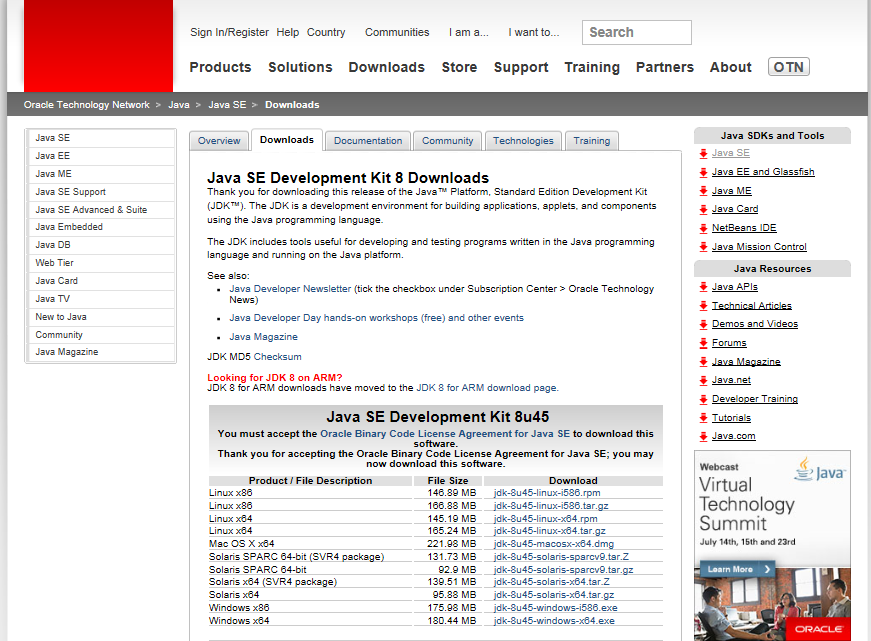 Sign In/Register Help Country Communities I am a... I want to... Search
Products Solutions Downloads Store Support Training Partners About OTN
Oracle Technology Network > Java > Java SE > Downloads
Java SE
Java EE
Java ME
Java SE Support
Java SE Advanced & Suite
Java Embedded
Java DB
Web Tier
Java Card
Java TV
New to Java
Community
Java Magazine
Overview Downloads Documentation Community Technologies Training
Java SE Development Kit 8 Downloads
Thank you for downloading this release of the Java™ Platform, Standard Edition Development Kit
(JDK™). The JDK is a development environment for building applications, applets, and components
using the Java programming language.
The JDK includes tools useful for developing and testing programs written in the Java programming
language and running on the Java platform.
See also:
Java Developer Newsletter (tick the checkbox under Subscription Center > Oracle Technology
News)
Java Developer Day hands-on workshops (free) and other events
Java Magazine
JDK MD5 Checksum
Looking for JDK 8 on ARM?
JDK 8 for ARM downloads have moved to the JDK 8 for ARM download page.
Java SE Development Kit 8u45
You must accept the Oracle Binary Code License Agreement for Java SE to download this
software.
Thank you for accepting the Oracle Binary Code License Agreement for Java SE; you may
now download this software.
Product / File Description File Size Download
Linux x86 146.89 MB jdk-8u45-linux-i586.rpm
Linux x86 166.88 MB jdk-8u45-linux-i586.tar.gz
Linux x64 145.19 MB jdk-8u45-linux-x64.rpm
Linux x64 165.24 MB jdk-8u45-linux-x64.tar.gz
Mac OS X x64 221.98 MB jdk-8u45-macosx-x64.dmg
Solaris SPARC 64-bit (SVR4 package) 131.73 MB jdk-8u45-solaris-sparcv9.tar.Z
Solaris SPARC 64-bit 92.9 MB jdk-8u45-solaris-sparcv9.tar.gz
Solaris x64 (SVR4 package) 139.51 MB jdk-8u45-solaris-x64.tar.Z
Solaris x64 95.88 MB jdk-8u45-solaris-x64.tar.gz
Windows x86 175.98 MB jdk-8u45-windows-i586.exe
Windows x64 180.44 MB jdk-8u45-windows-x64.exe
Java SDKs and Tools
Java SE
Java EE and Glassfish
Java ME
Java Card
NetBeans IDE
Java Mission Control
Java Resources
Java APIs
Technical Articles
Demos and Videos
Forums
Java Magazine
Java.net
Developer Training
Tutorials
Java.com
Webcast
Java™
Virtual
Technology
Summit
July 14th, 15th and 23rd
Learn More
ORACLE